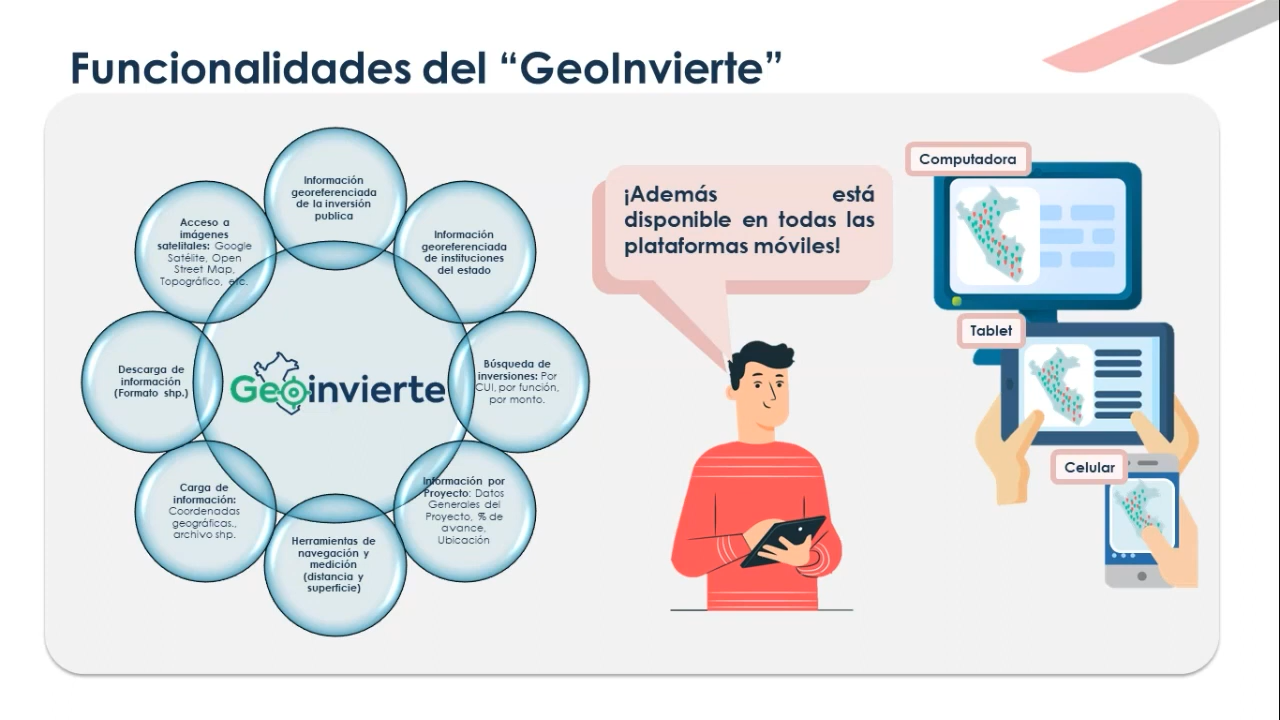 Funcionalidades del “GeoInvierte”
Información
georeferenciada
de la inversión
publica
Información
georeferenciada
de instituciones
del estado
Búsqueda de
inversiones: Por
CUI, por función,
por monto.
Información por
Proyecto: Datos
Generales del
Proyecto, % de
avance,
Ubicación
Herramientas de
navegación y
medición
(distancia y
superficie)
Carga de
información:
Coordenadas
geográficas.,
archivo shp.
Descarga de
información
(Formato shp.)
Acceso a
imágenes
satelitales: Google
Satélite, Open
Street Map,
Topográfico, etc.
Geoinvierte
¡Además está
disponible en todas las
plataformas móviles!
Computadora
Tablet
Celular